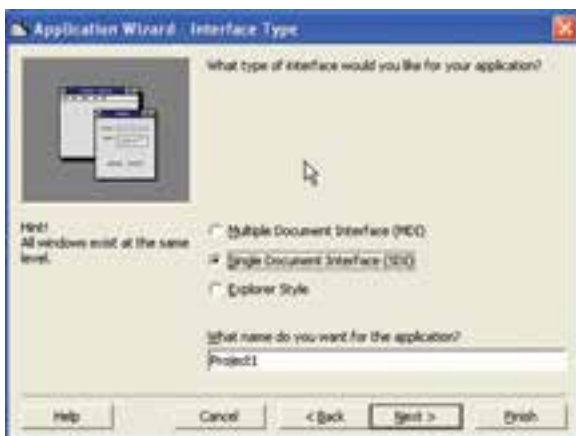 Application Wizard - Interface Type
What type of interface would you like for your application?
Hint!
All windows exist at the same
level.
Multiple Document Interface (MDI)
Single Document Interface (SDI)
Explorer Style
What name do you want for the application?
Project1
Help
Cancel
< Back
Next >
Finish